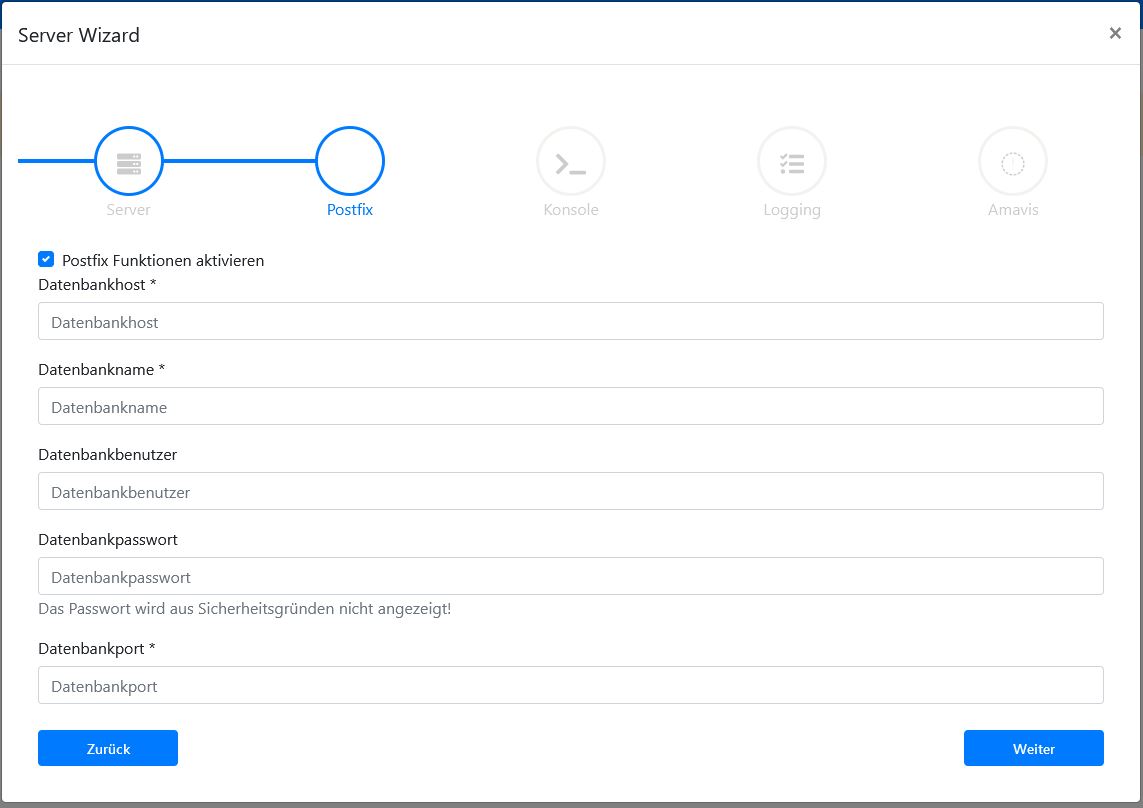 Server Wizard
×
Server
Postfix
Konsole
Logging
Amavis
Postfix Funktionen aktivieren
Datenbankhost *
Datenbankhost
Datenbankname *
Datenbankname
Datenbankbenutzer
Datenbankbenutzer
Datenbankpasswort
Datenbankpasswort
Das Passwort wird aus Sicherheitsgründen nicht angezeigt!
Datenbankport *
Datenbankport
Zurück
Weiter